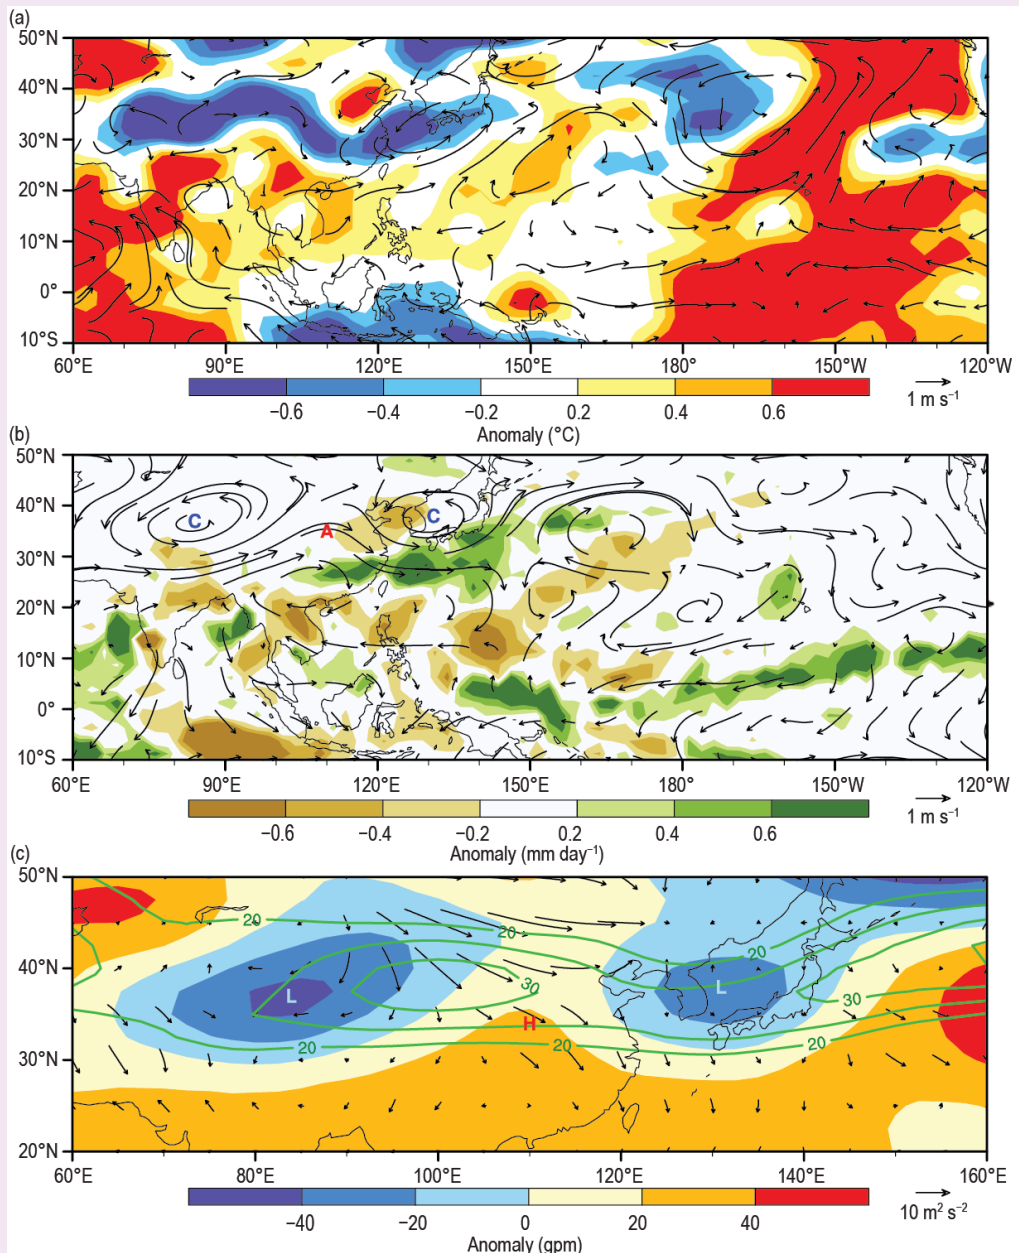 (a)
50°N
40°N
30°N
20°N
10°N
0°
10°S
60°E 90°E 120°E 150°E 180° 150°W 120°W
−0.6 −0.4 −0.2 0.2 0.4 0.6
1 m s⁻¹
Anomaly (°C)
(b)
50°N
40°N
C
C
A
30°N
20°N
10°N
0°
10°S
60°E 90°E 120°E 150°E 180° 150°W 120°W
−0.6 −0.4 −0.2 0.2 0.4 0.6
1 m s⁻¹
Anomaly (mm day⁻¹)
(c)
50°N
20
20
20
40°N
L
L
30
30
H
30°N
20
20
20
20°N
60°E 80°E 100°E 120°E 140°E 160°E
−40 −20 0 20 40
10 m² s⁻²
Anomaly (gpm)